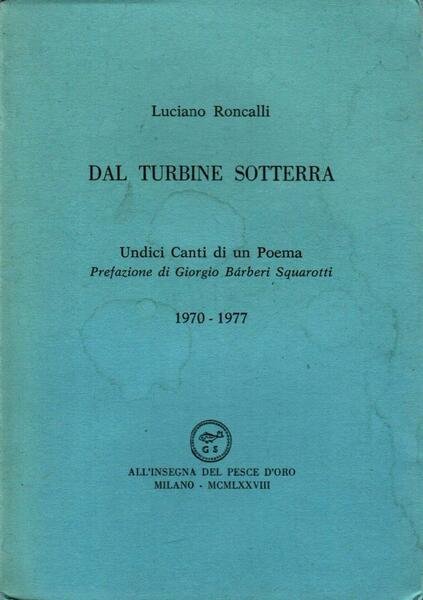 Luciano Roncalli
DAL TURBINE SOTTERRA
Undici Canti di un Poema
Prefazione di Giorgio Bárberi Squarotti
1970 - 1977
G S
ALL'INSEGNA DEL PESCE D'ORO
MILANO - MCMLXXVIII